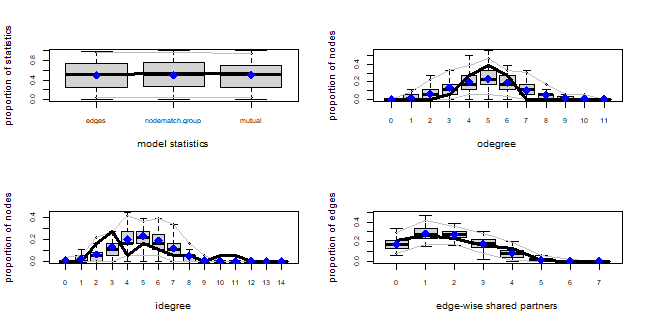 proportion of statistics
0.0 0.4 0.8
edges nodematch.group mutual
model statistics
proportion of nodes
0.0 0.2 0.4
0 1 2 3 4 5 6 7 8 9 10 11
odegree
proportion of nodes
0.0 0.2 0.4
0 1 2 3 4 5 6 7 8 9 10 11 12 13 14
idegree
proportion of edges
0.0 0.2 0.4
0 1 2 3 4 5 6 7
edge-wise shared partners